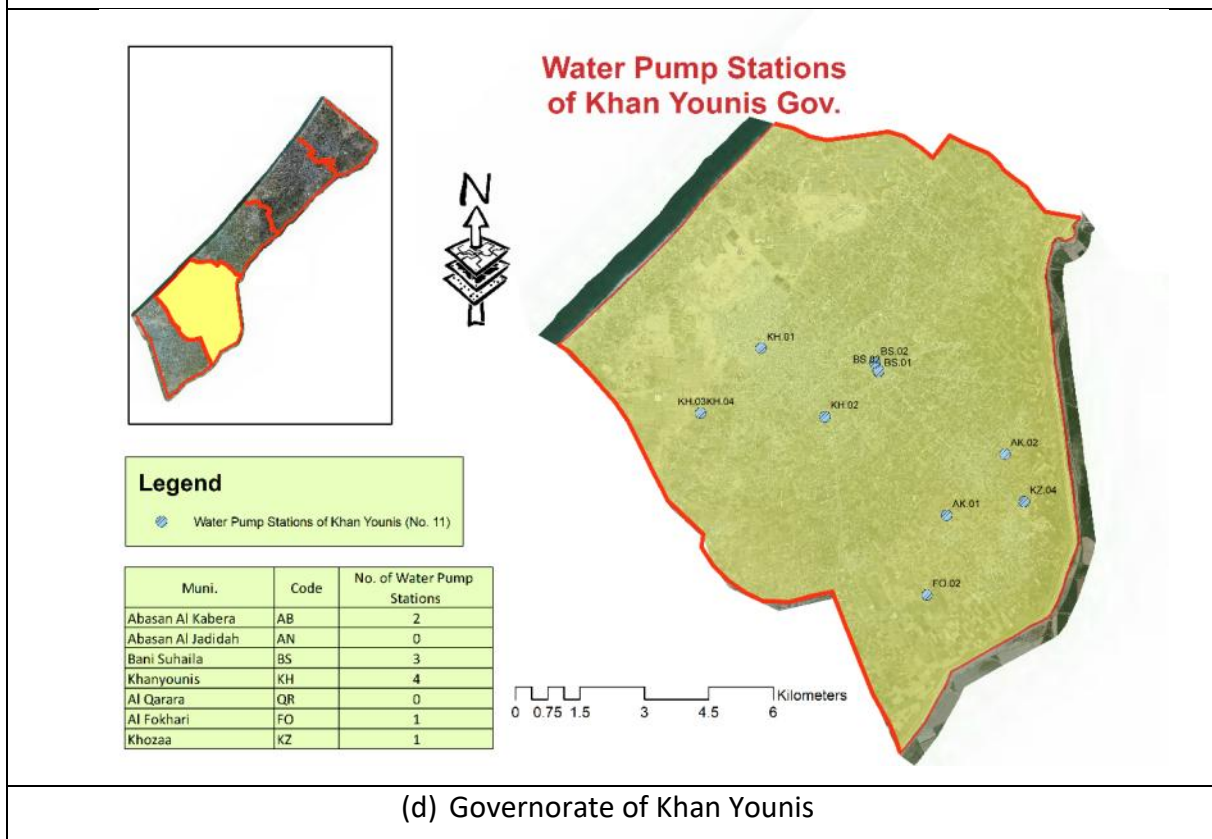 Water Pump Stations
of Khan Younis Gov.
N
KH.01
BS.02
BS.01
KH.03KH.04
KH.02
AK.02
KZ.04
AK.01
FO.02
Legend
Water Pump Stations of Khan Younis (No. 11)
Muni. Code No. of Water Pump Stations
Abasan Al Kabera AB 2
Abasan Al Jadidah AN 0
Bani Suhaila BS 3
Khanyounis KH 4
Al Qarara QR 0
Al Fokhari FO 1
Khozaa KZ 1
Kilometers
0 0.75 1.5 3 4.5 6
(d) Governorate of Khan Younis